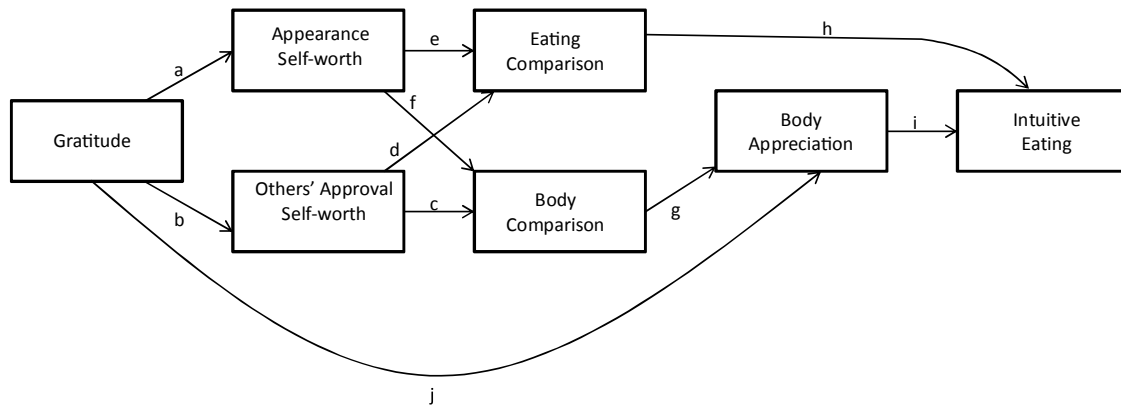 Appearance
Self-worth
e
Eating
Comparison
h
a
f
Gratitude
Body
Appreciation
i
Intuitive
Eating
d
b
Others’ Approval
Self-worth
c
Body
Comparison
g
j